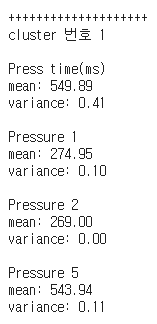 ++++++++++++++++++++
cluster 번호 1
Press time(ms)
mean: 549.89
variance: 0.41
Pressure 1
mean: 274.95
variance: 0.10
Pressure 2
mean: 269.00
variance: 0.00
Pressure 5
mean: 543.94
variance: 0.11